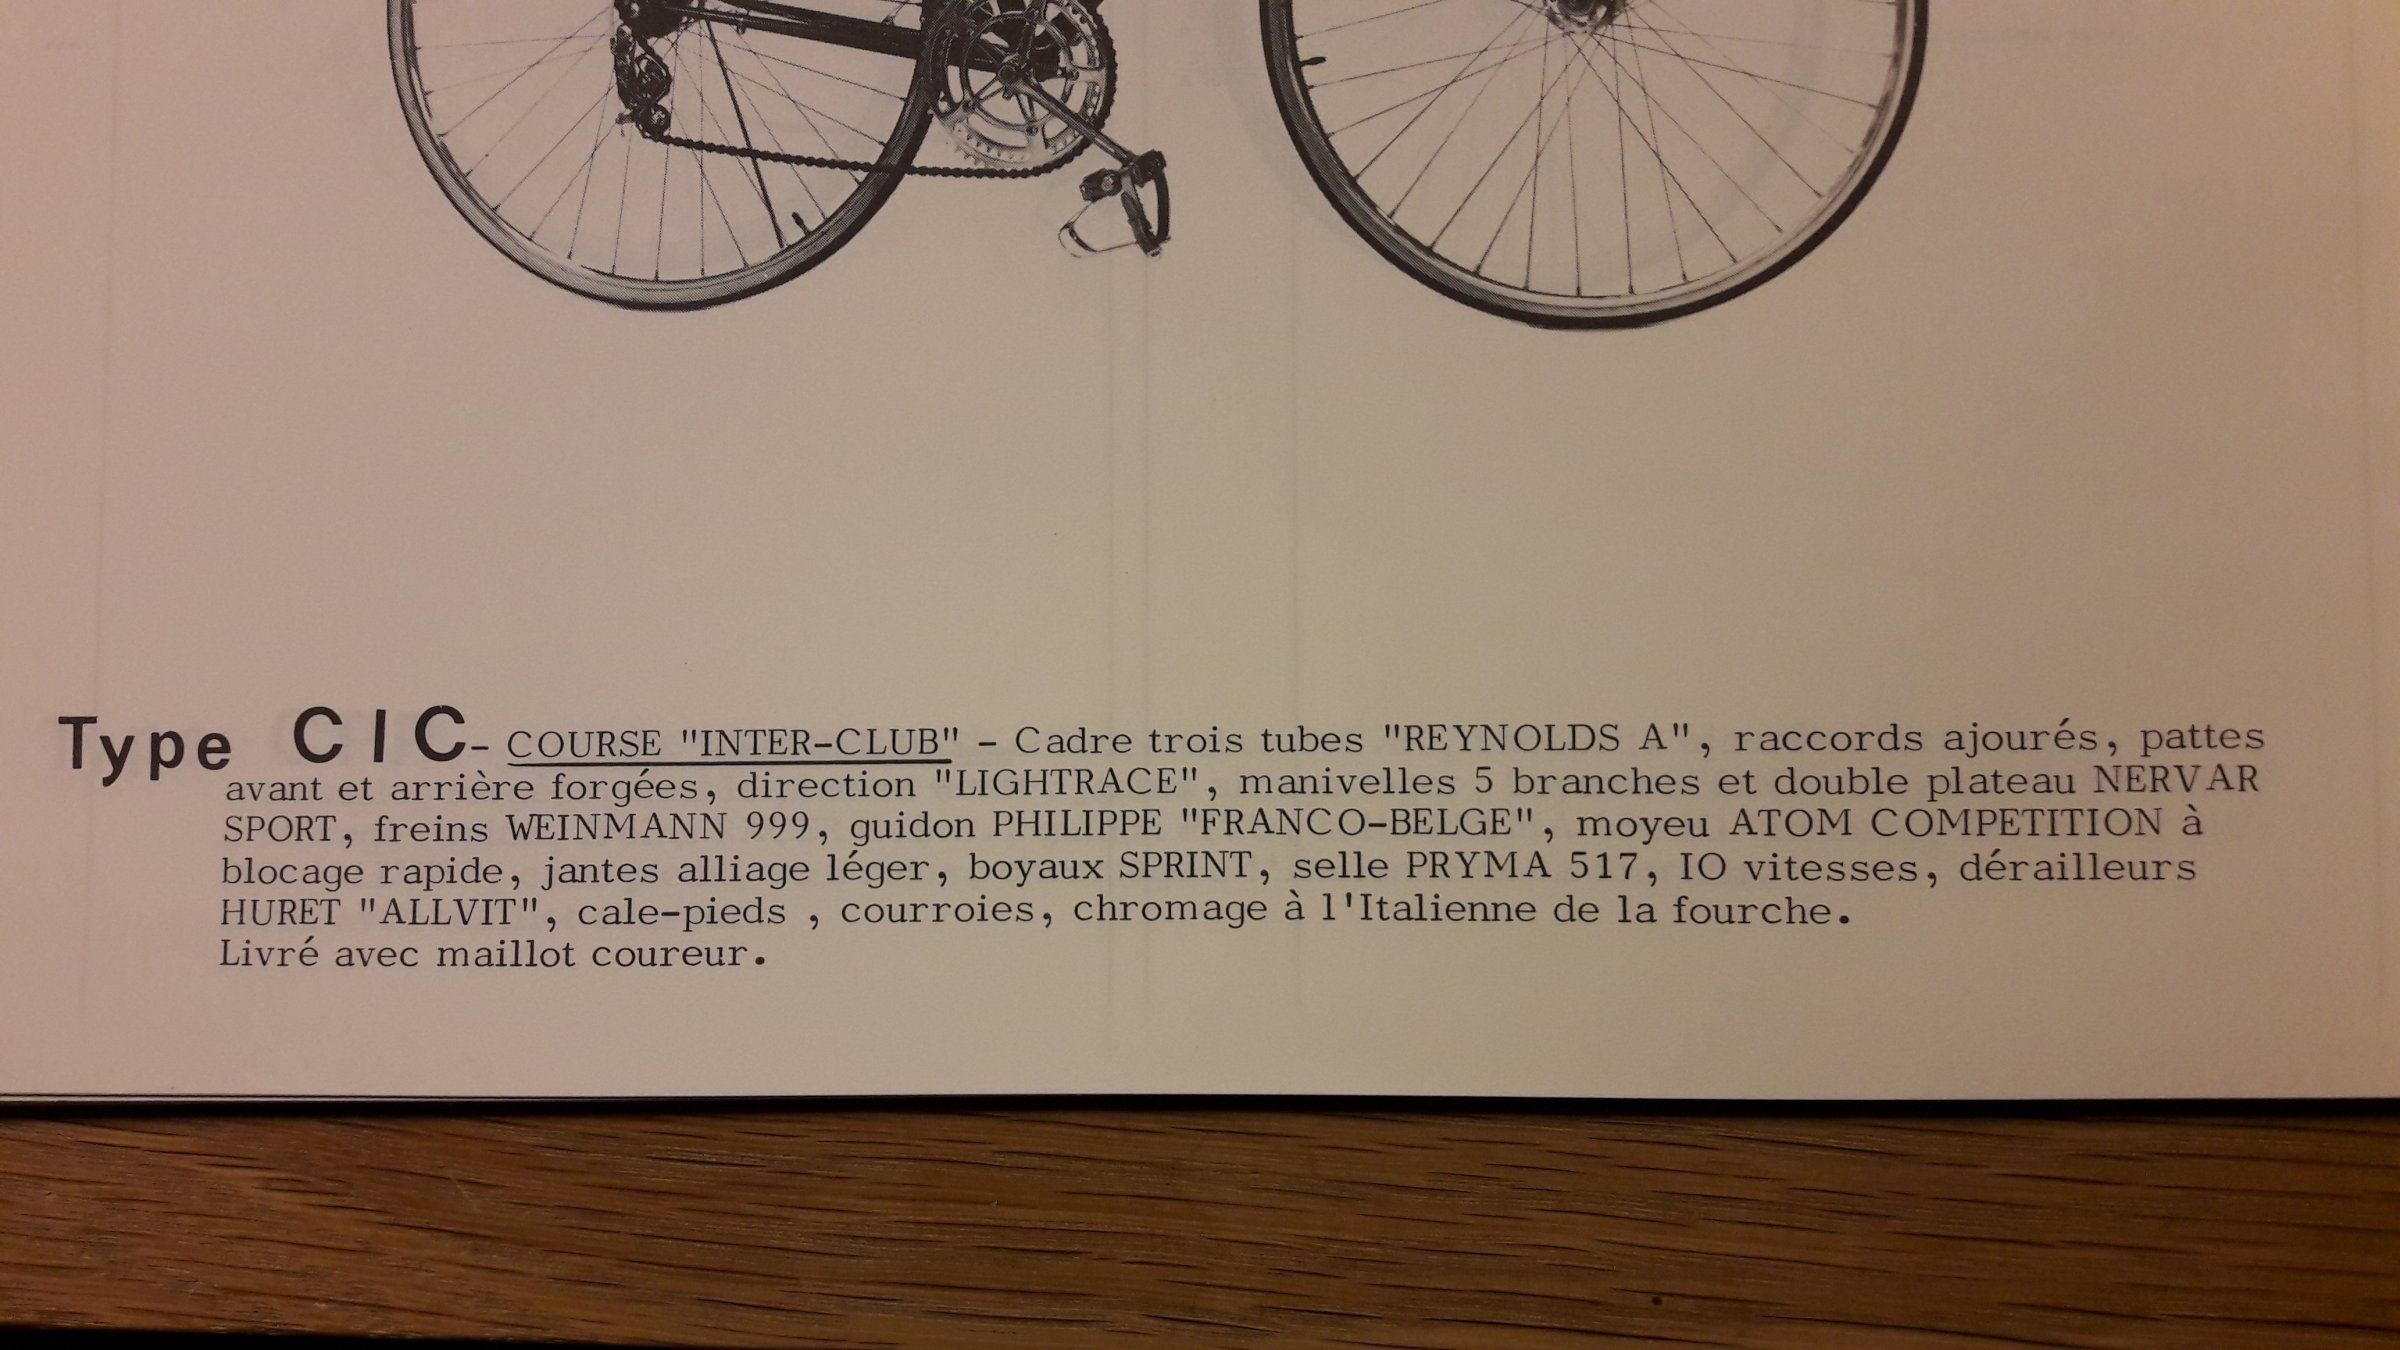 Type CIC- COURSE "INTER-CLUB" - Cadre trois tubes "REYNOLDS A", raccords ajourés, pattes
avant et arrière forgées, direction "LIGHTRACE", manivelles 5 branches et double plateau NERVAR
SPORT, freins WEINMANN 999, guidon PHILIPPE "FRANCO-BELGE", moyeu ATOM COMPETITION à
blocage rapide, jantes alliage léger, boyaux SPRINT, selle PRYMA 517, IO vitesses, dérailleurs
HURET "ALLVIT", cale-pieds , courroies, chromage à l'Italienne de la fourche.
Livré avec maillot coureur.